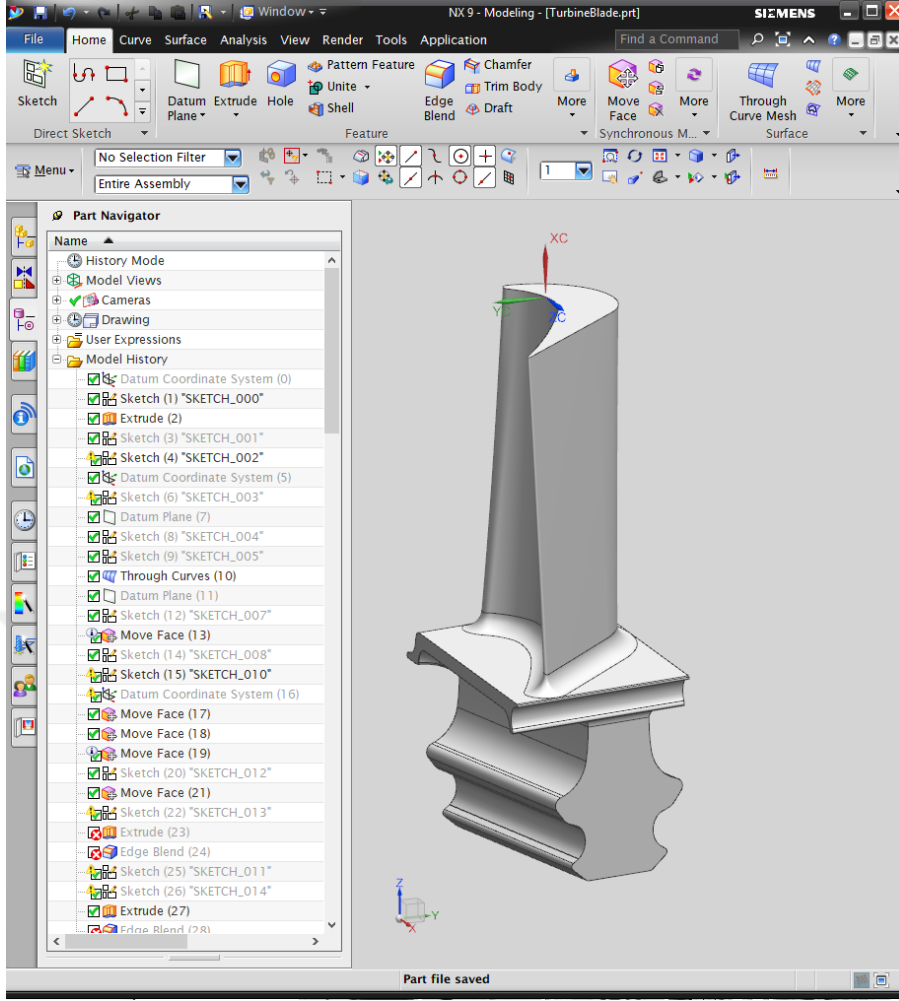 Window
NX 9 - Modeling - [TurbineBlade.prt]
SIEMENS
File Home Curve Surface Analysis View Render Tools Application
Find a Command
Sketch
Datum Plane
Extrude
Hole
Pattern Feature
Unite
Shell
Edge Blend
Chamfer
Trim Body
Draft
More
Move Face
More
Through Curve Mesh
More
Direct Sketch
Feature
Synchronous M...
Surface
Menu
No Selection Filter
Entire Assembly
1
Part Navigator
Name
History Mode
Model Views
Cameras
Drawing
User Expressions
Model History
Datum Coordinate System (0)
Sketch (1) "SKETCH_000"
Extrude (2)
Sketch (3) "SKETCH_001"
Sketch (4) "SKETCH_002"
Datum Coordinate System (5)
Sketch (6) "SKETCH_003"
Datum Plane (7)
Sketch (8) "SKETCH_004"
Sketch (9) "SKETCH_005"
Through Curves (10)
Datum Plane (11)
Sketch (12) "SKETCH_007"
Move Face (13)
Sketch (14) "SKETCH_008"
Sketch (15) "SKETCH_010"
Datum Coordinate System (16)
Move Face (17)
Move Face (18)
Move Face (19)
Sketch (20) "SKETCH_012"
Move Face (21)
Sketch (22) "SKETCH_013"
Extrude (23)
Edge Blend (24)
Sketch (25) "SKETCH_011"
Sketch (26) "SKETCH_014"
Extrude (27)
Edge Blend (28)
XC
YC
ZC
Z
Y
X
Part file saved